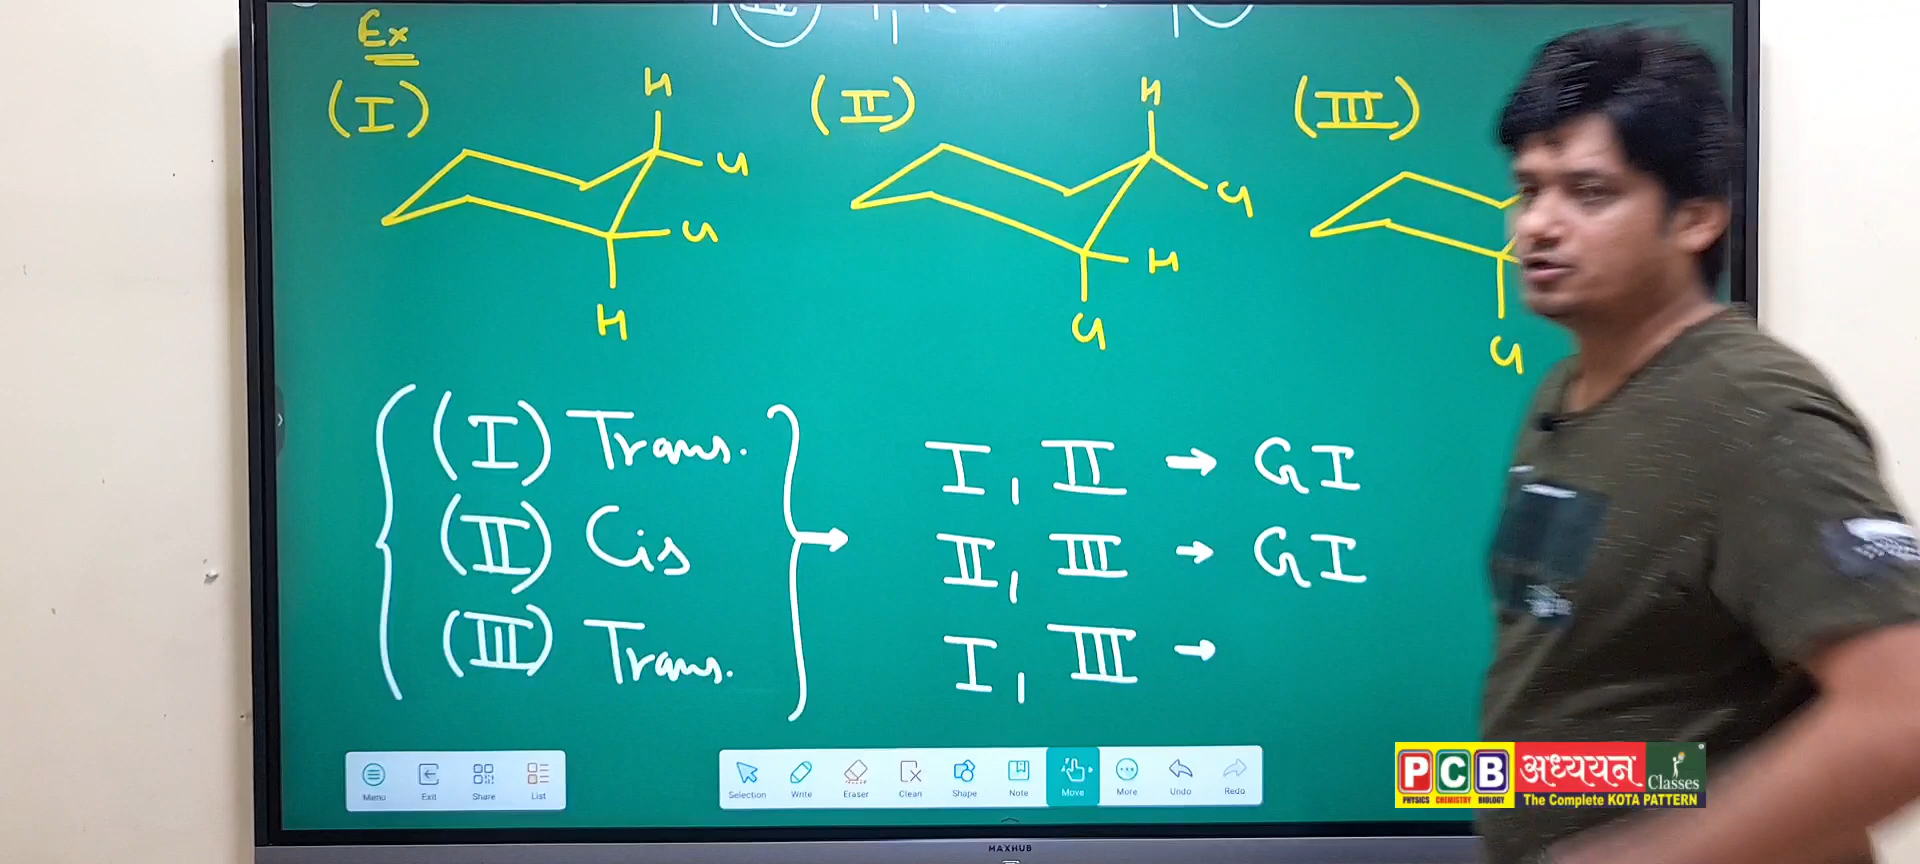 Ex
(I) (II) (III)
H H
Cl Cl
Cl H
H Cl Cl
(I) Trans.
(II) Cis
(III) Trans.
I, II → GI
II, III → GI
I, III →
Menu Exit Share List
Selection Write Eraser Clean Shape Note Move More Undo Redo
MAXHUB
PCB अध्ययन Classes
PHYSICS CHEMISTRY BIOLOGY The Complete KOTA PATTERN